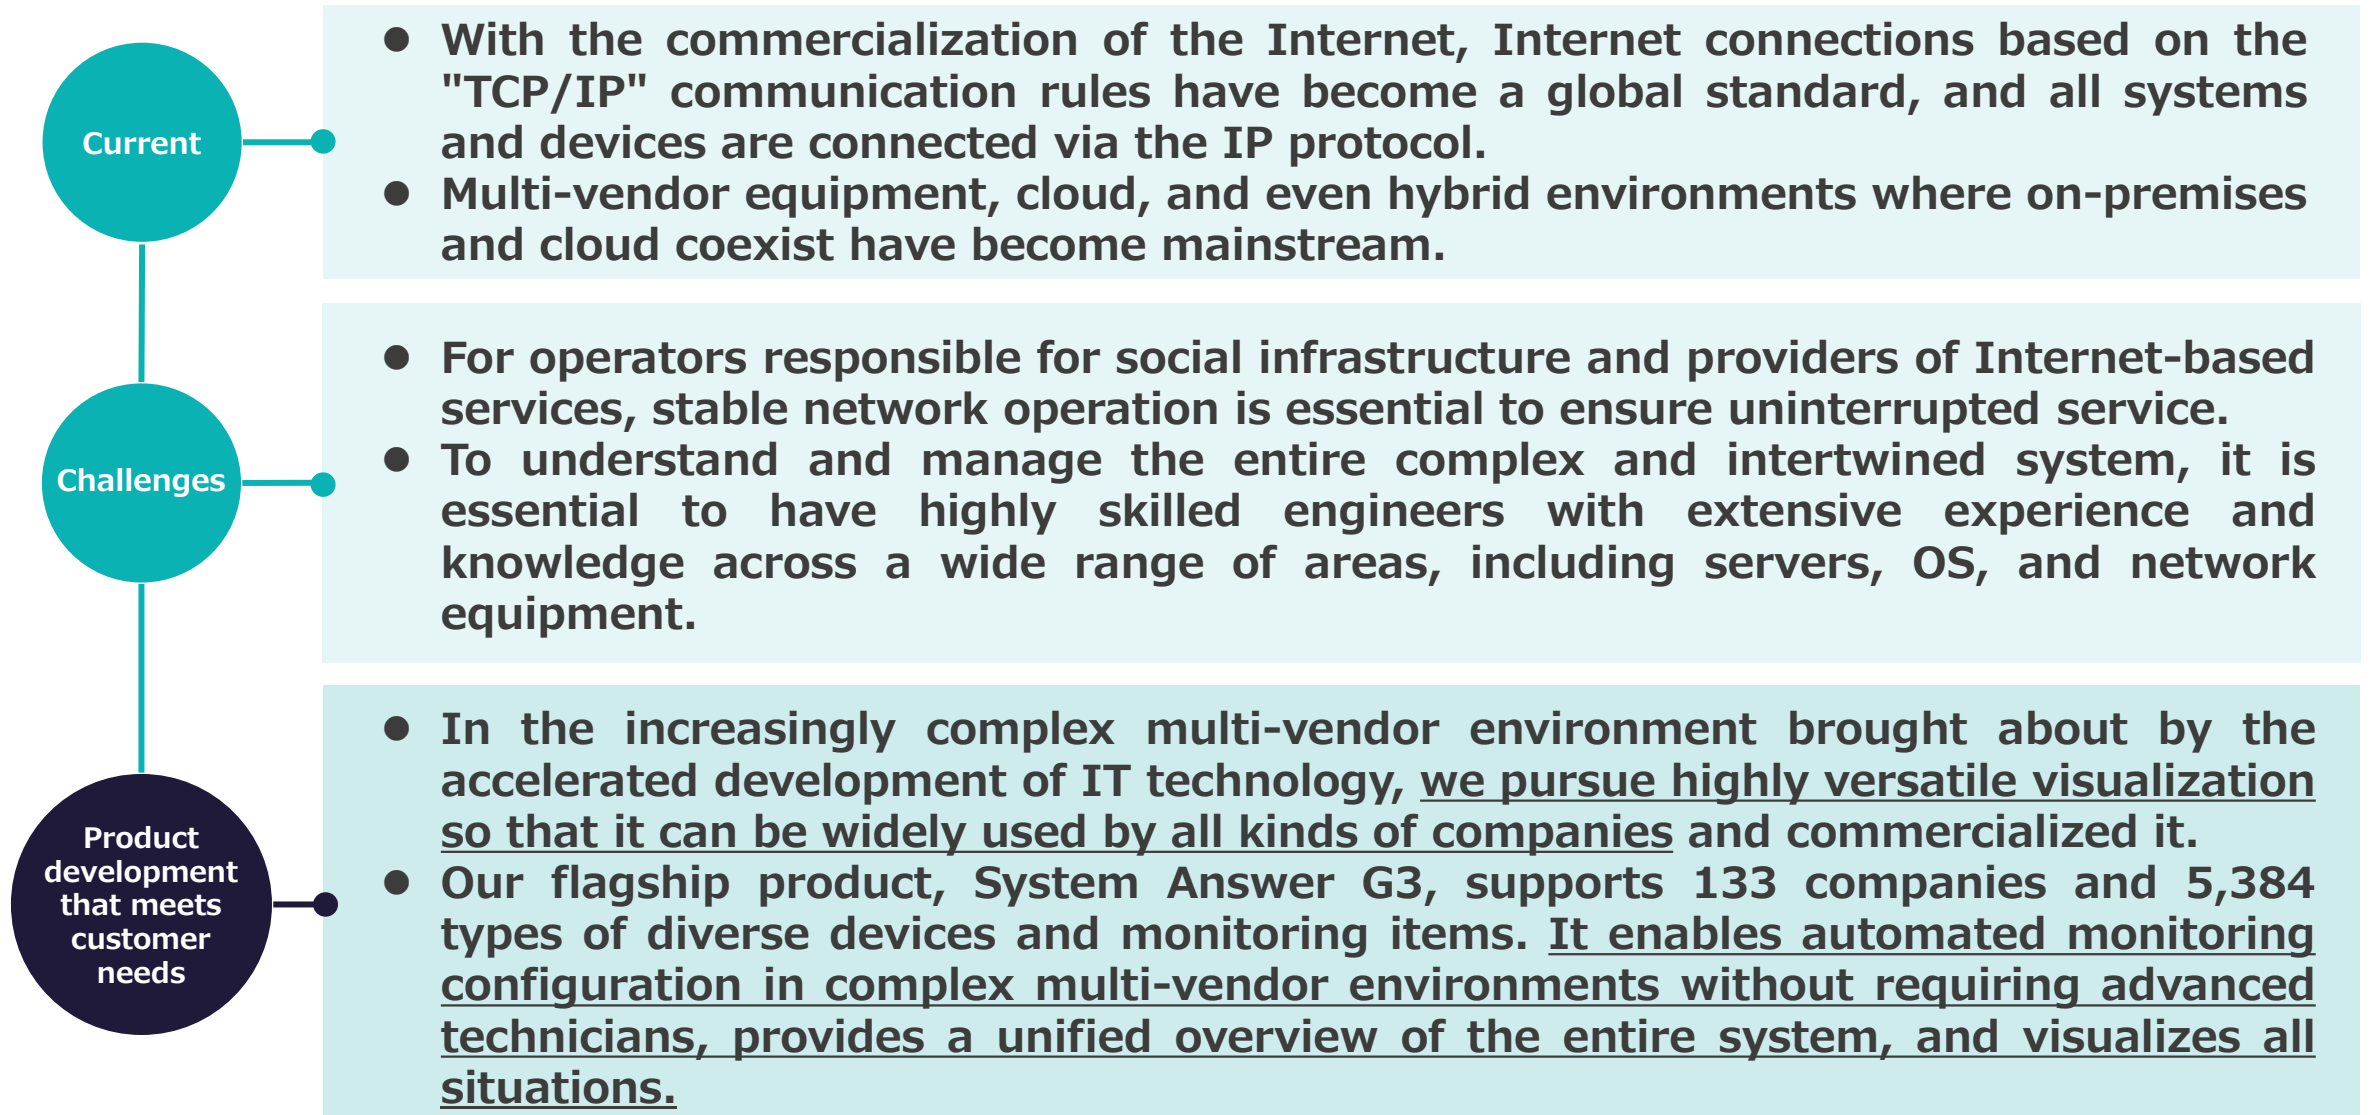 Current
● With the commercialization of the Internet, Internet connections based on the
"TCP/IP" communication rules have become a global standard, and all systems
and devices are connected via the IP protocol.
● Multi-vendor equipment, cloud, and even hybrid environments where on-premises
and cloud coexist have become mainstream.
Challenges
● For operators responsible for social infrastructure and providers of Internet-based
services, stable network operation is essential to ensure uninterrupted service.
● To understand and manage the entire complex and intertwined system, it is
essential to have highly skilled engineers with extensive experience and
knowledge across a wide range of areas, including servers, OS, and network
equipment.
Product
development
that meets
customer
needs
● In the increasingly complex multi-vendor environment brought about by the
accelerated development of IT technology, we pursue highly versatile visualization
so that it can be widely used by all kinds of companies and commercialized it.
● Our flagship product, System Answer G3, supports 133 companies and 5,384
types of diverse devices and monitoring items. It enables automated monitoring
configuration in complex multi-vendor environments without requiring advanced
technicians, provides a unified overview of the entire system, and visualizes all
situations.